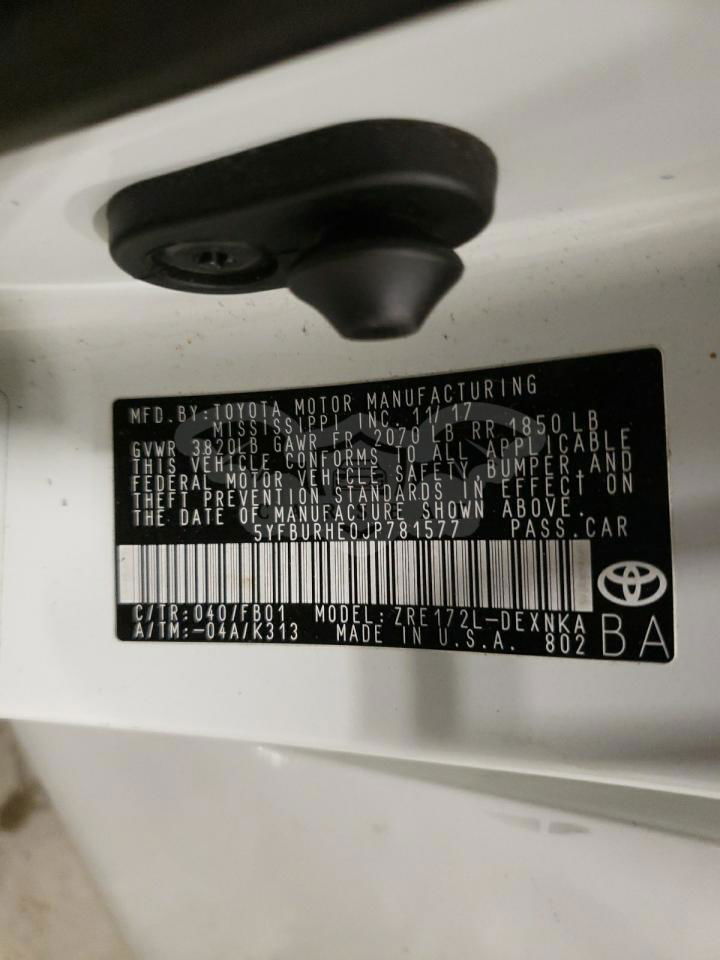 MFD. BY: TOYOTA MOTOR MANUFACTURING
MISSISSIPPI, INC. 11/17
GVWR 3820LB GAWR FR 2070 LB RR 1850 LB
THIS VEHICLE CONFORMS TO ALL APPLICABLE
FEDERAL MOTOR VEHICLE SAFETY, BUMPER, AND
THEFT PREVENTION STANDARDS IN EFFECT ON
THE DATE OF MANUFACTURE SHOWN ABOVE.
5YFBURHE0JP781577 PASS. CAR
C/TR: 040/FB01 MODEL: ZRE172L-DEXNKA
A/TM: -04A/K313 MADE IN U.S.A. 802 BA